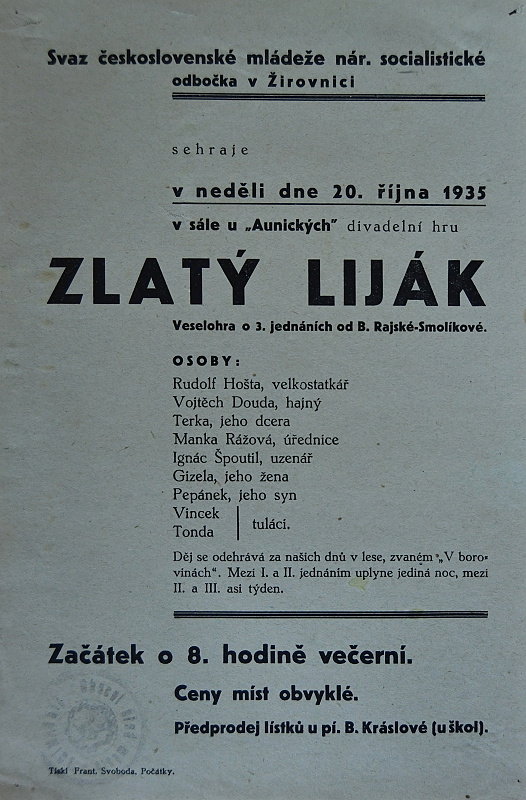 Svaz československé mládeže nár. socialistické
odbočka v Žirovnici
sehraje
v neděli dne 20. října 1935
v sále u „Aunických" divadelní hru
ZLATÝ LIJÁK
Veselohra o 3. jednáních od B. Rajské-Smolíkové.
OSOBY:
Rudolf Hošta, velkostatkář
Vojtěch Douda, hajný
Terka, jeho dcera
Manka Rážová, úřednice
Ignác Špoutil, uzenář
Gizela, jeho žena
Pepánek, jeho syn
Vincek
Tonda
tuláci.
Děj se odehrává za našich dnů v lese, zvaném „V boro-
vinách“. Mezi I. a II. jednáním uplyne jediná noc, mezi
II. a III. asi týden.
Začátek o 8. hodině večerní.
Ceny míst obvyklé.
Předprodej lístků u pí. B. Kráslové (u škol).
Tiskl Frant. Svoboda, Počátky.